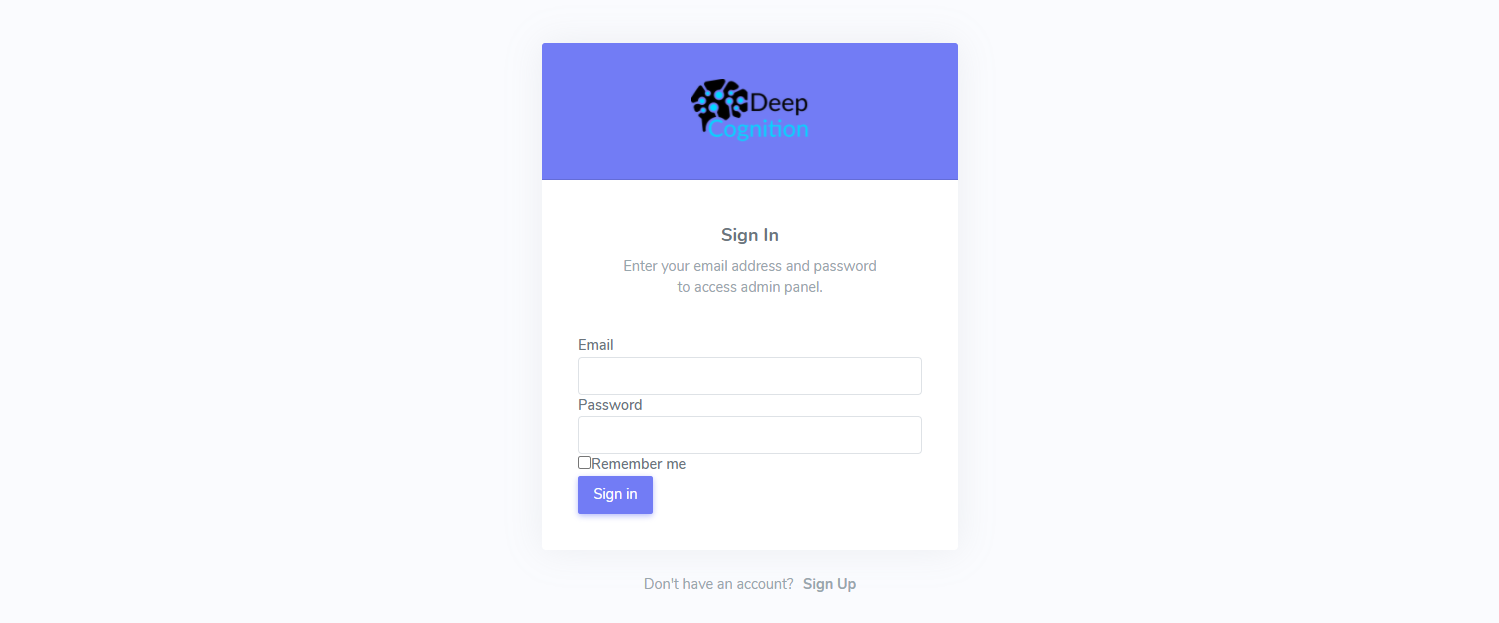 Deep
Cognition
Sign In
Enter your email address and password
to access admin panel.
Email
Password
Remember me
Sign in
Don't have an account? Sign Up